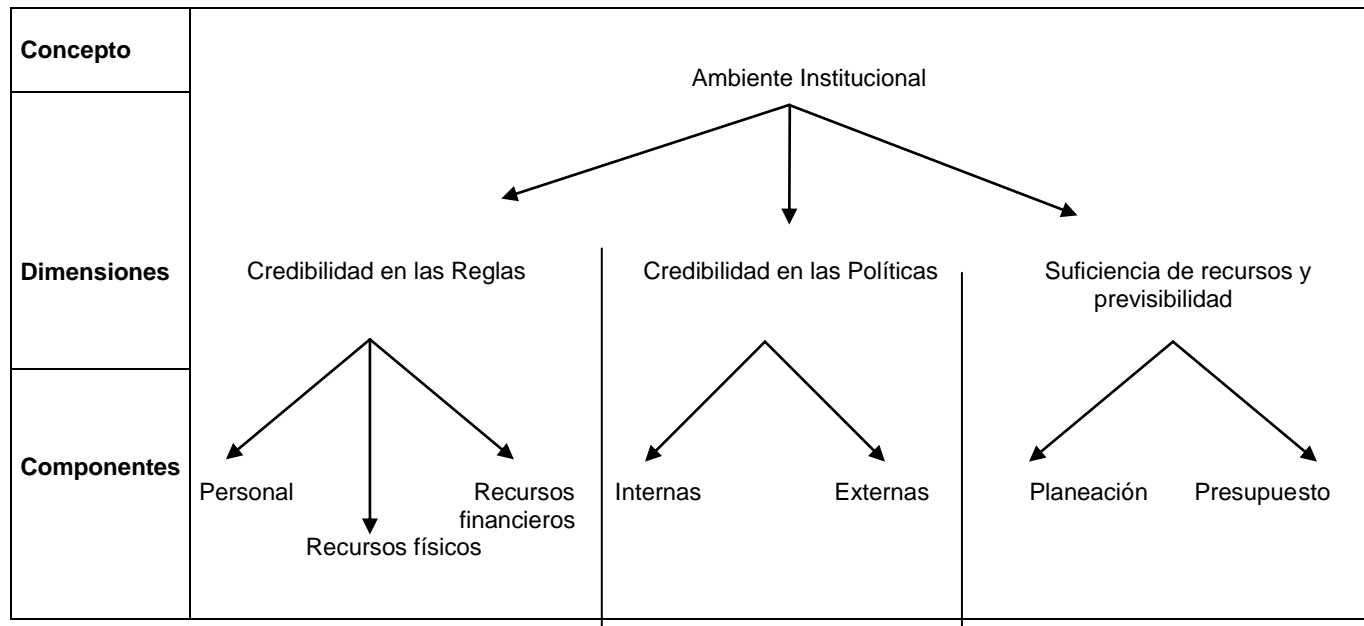 Concepto
Ambiente Institucional
Dimensiones
Credibilidad en las Reglas
Credibilidad en las Políticas
Suficiencia de recursos y
previsibilidad
Componentes
Personal
Recursos físicos
Recursos
financieros
Internas
Externas
Planeación
Presupuesto